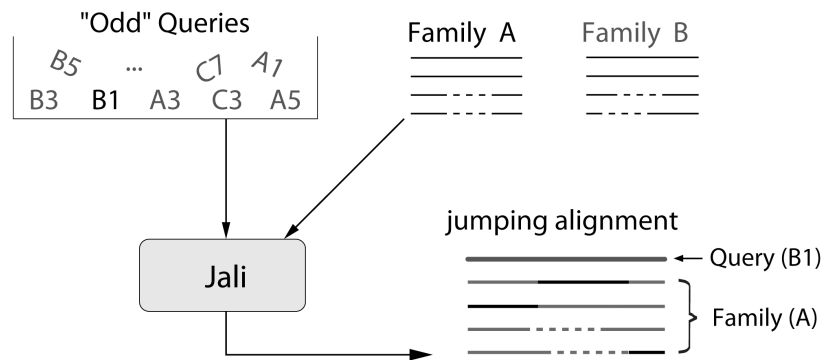 "Odd" Queries
B5 ... C7 A1
B3 B1 A3 C3 A5
Family A
Family B
Jali
jumping alignment
Query (B1)
Family (A)